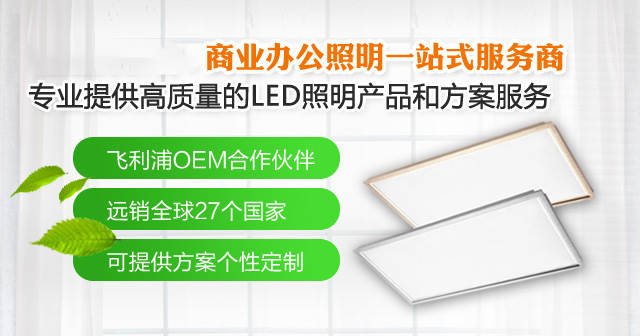 商业办公照明一站式服务商
专业提供高质量的LED照明产品和方案服务
飞利浦OEM合作伙伴
远销全球27个国家
可提供方案个性定制